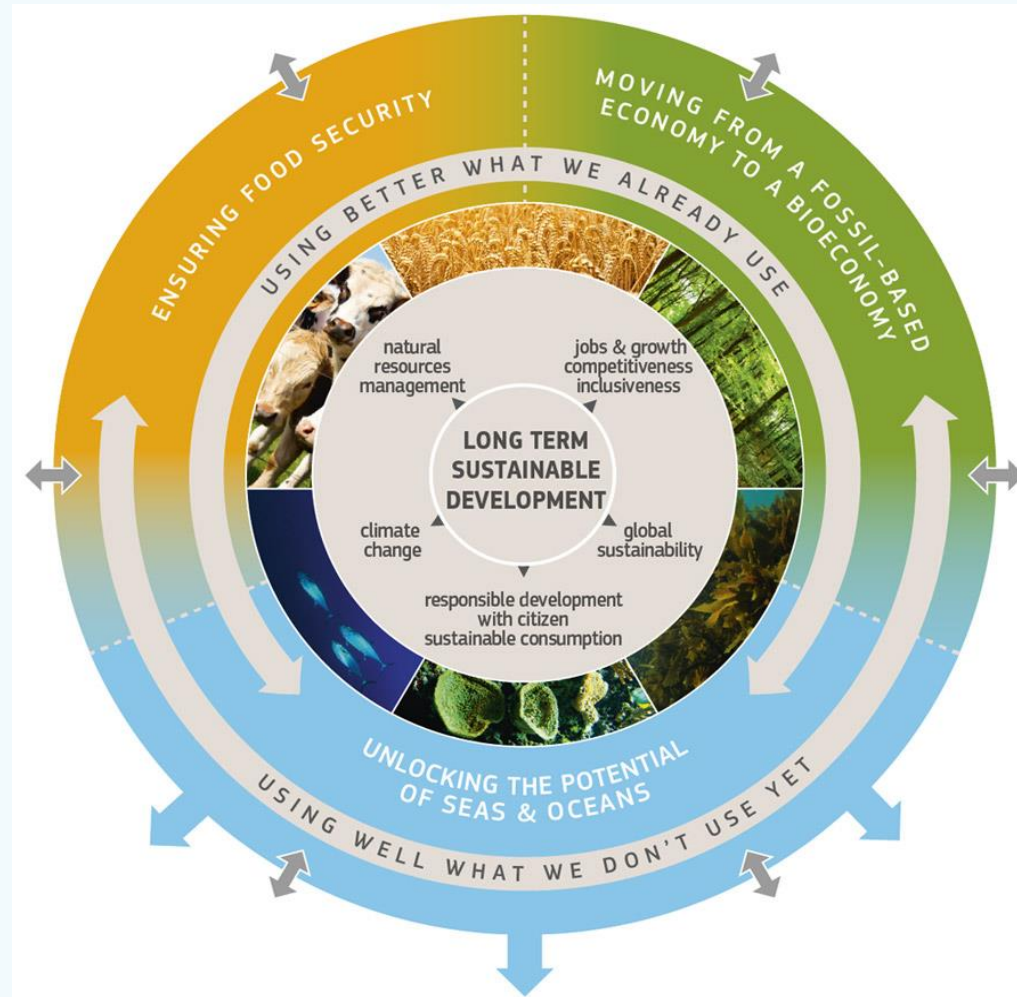 ENSURING FOOD SECURITY
MOVING FROM A FOSSIL-BASED
ECONOMY TO A BIOECONOMY
USING BETTER WHAT WE ALREADY USE
natural
resources
management
jobs & growth
competitiveness
inclusiveness
LONG TERM
SUSTAINABLE
DEVELOPMENT
climate
change
global
sustainability
responsible development
with citizen
sustainable consumption
UNLOCKING THE POTENTIAL
OF SEAS & OCEANS
USING WELL WHAT WE DON'T USE YET